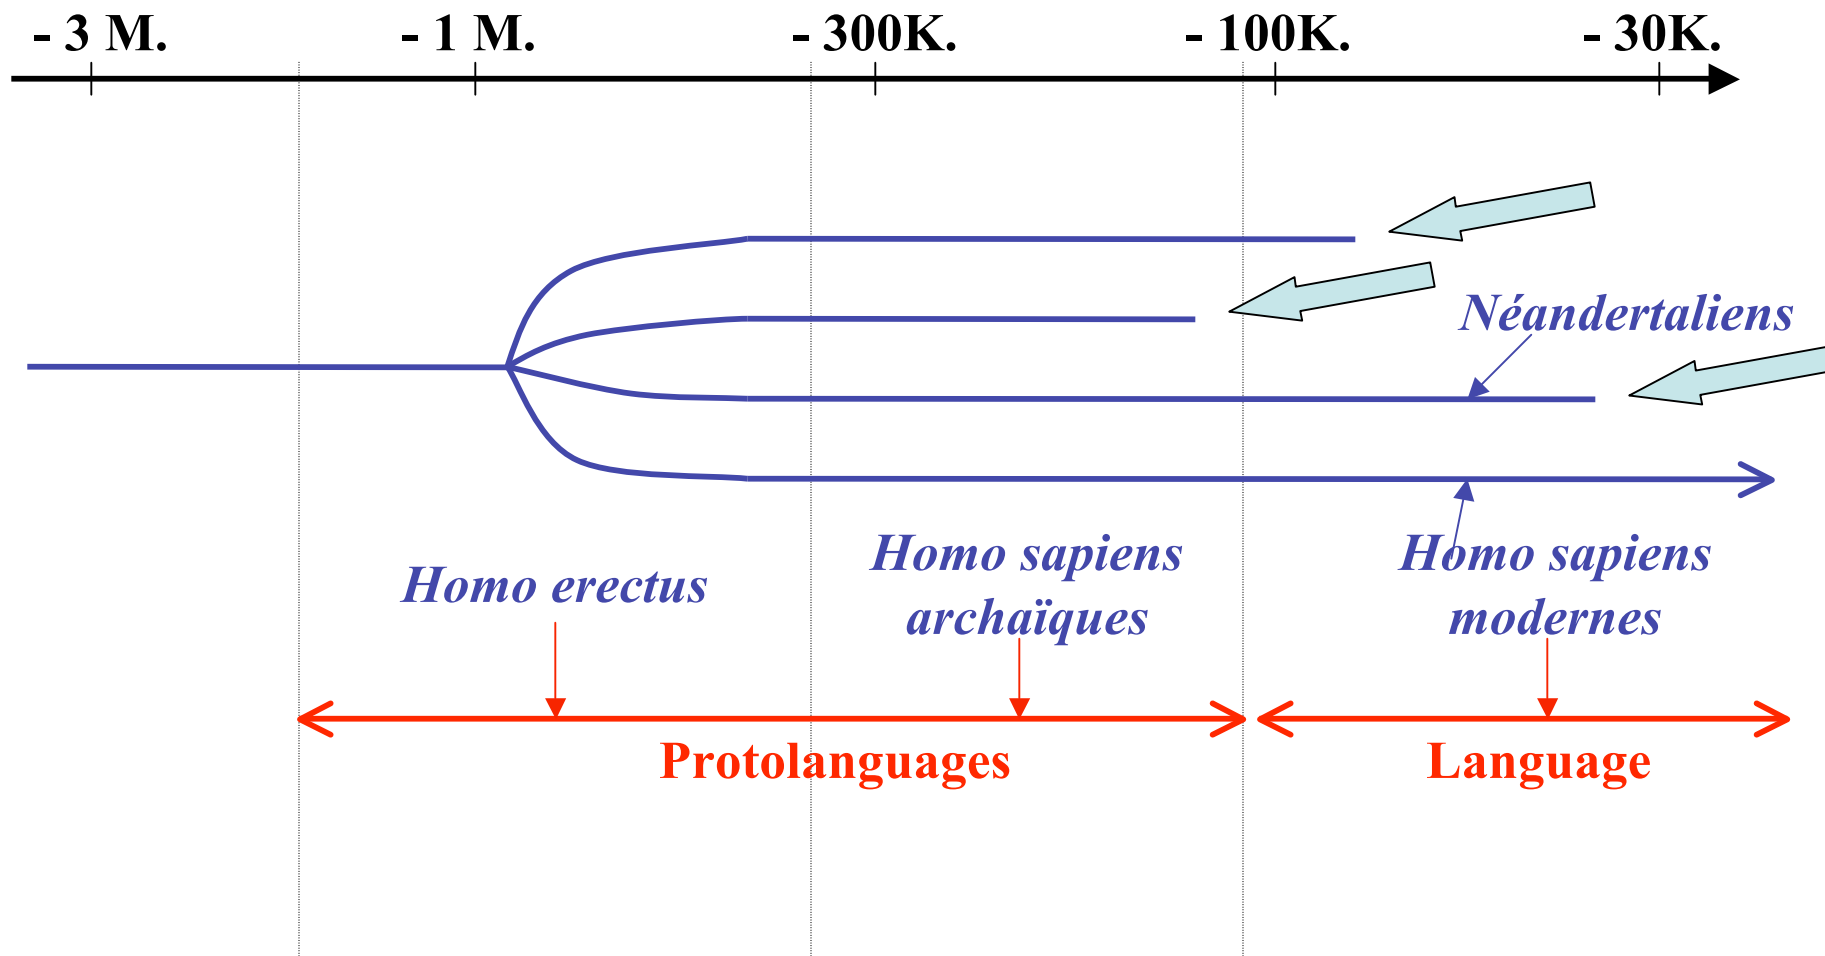 - 3 M.
- 1 M.
- 300K.
- 100K.
- 30K.
Néandertaliens
Homo erectus
Homo sapiens
archaïques
Homo sapiens
modernes
Protolanguages
Language